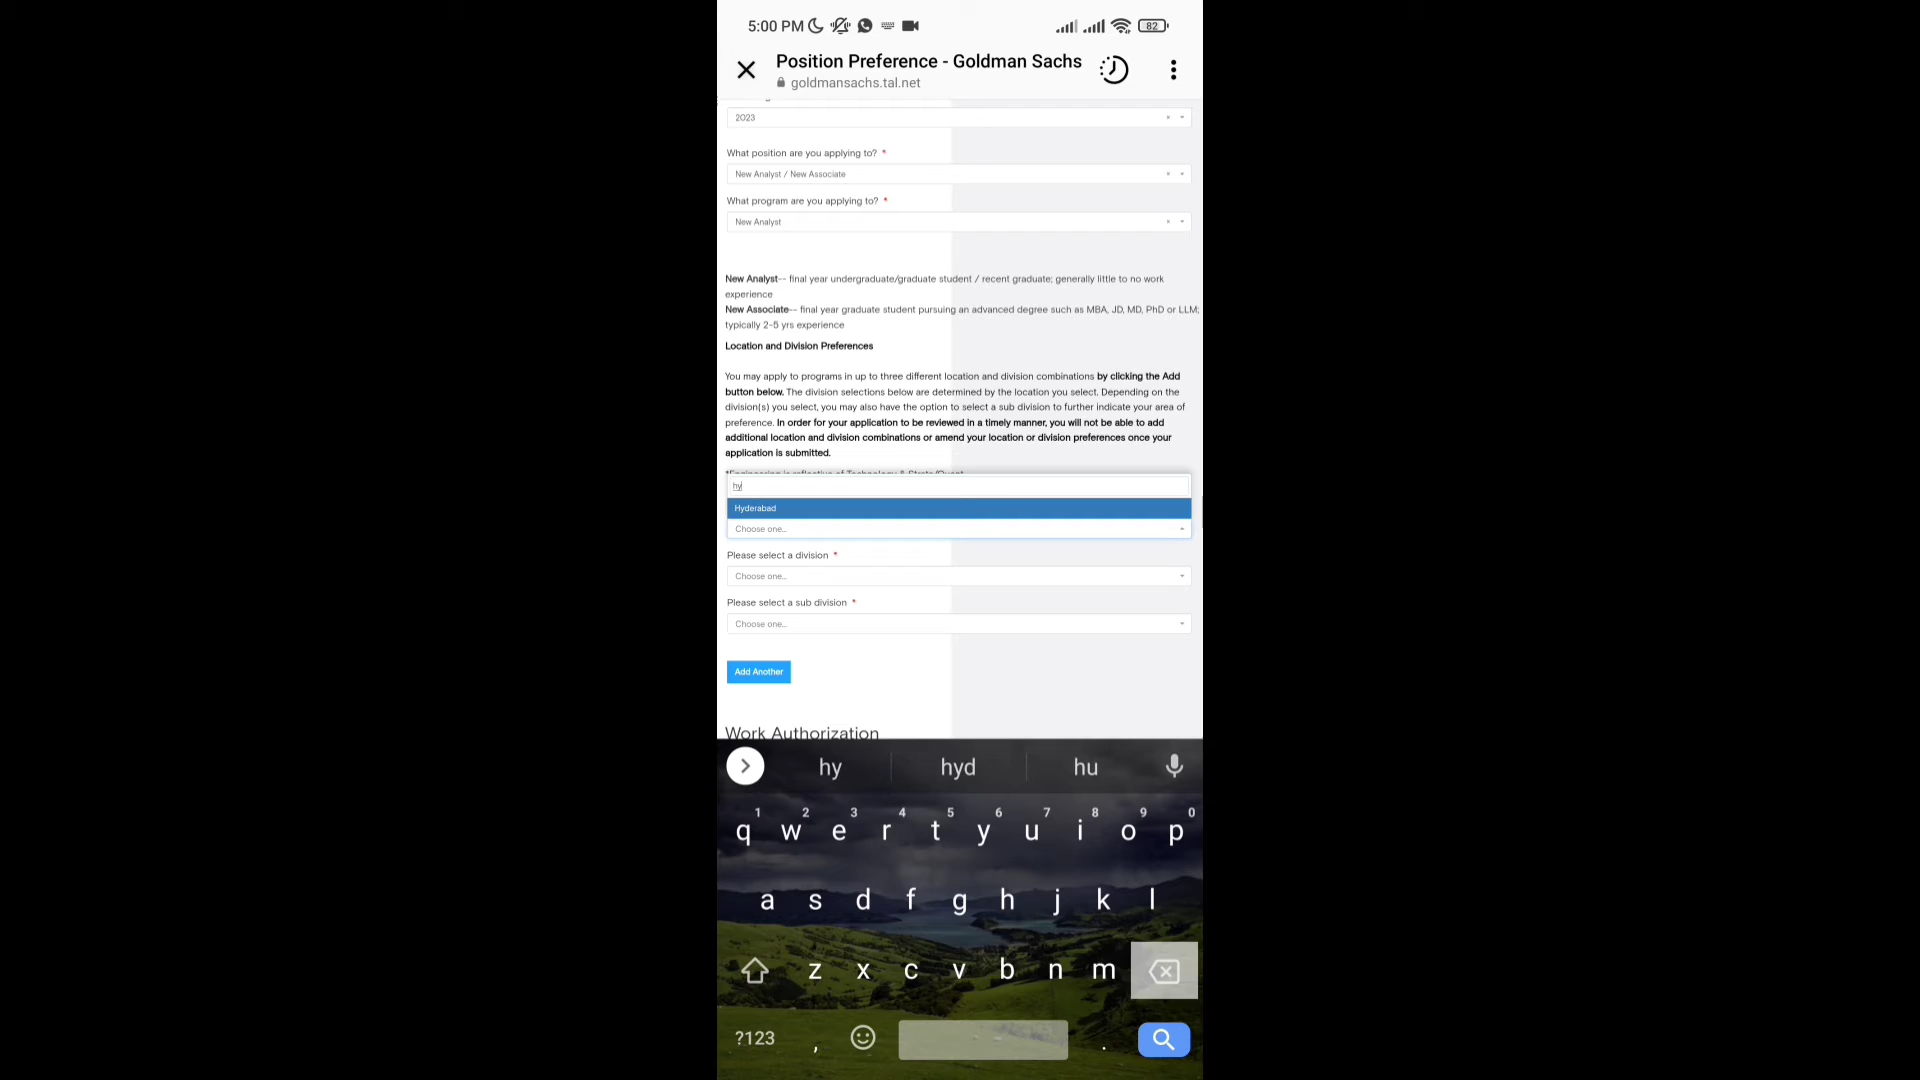 5:00 PM
82
Position Preference - Goldman Sachs
goldmansachs.tal.net
2023
What position are you applying to? *
New Analyst / New Associate
What program are you applying to? *
New Analyst
New Analyst-- final year undergraduate/graduate student / recent graduate; generally little to no work
experience
New Associate-- final year graduate student pursuing an advanced degree such as MBA, JD, MD, PhD or LLM;
typically 2-5 yrs experience
Location and Division Preferences
You may apply to programs in up to three different location and division combinations by clicking the Add
button below. The division selections below are determined by the location you select. Depending on the
division(s) you select, you may also have the option to select a sub division to further indicate your area of
preference. In order for your application to be reviewed in a timely manner, you will not be able to add
additional location and division combinations or amend your location or division preferences once your
application is submitted.
*Engineering is reflective of Technology & Strats/Quant
hy
Hyderabad
Choose one...
Please select a division *
Choose one...
Please select a sub division *
Choose one...
Add Another
Work Authorization
hy hyd hu
1 2 3 4 5 6 7 8 9 0
q w e r t y u i o p
a s d f g h j k l
z x c v b n m
?123 , .